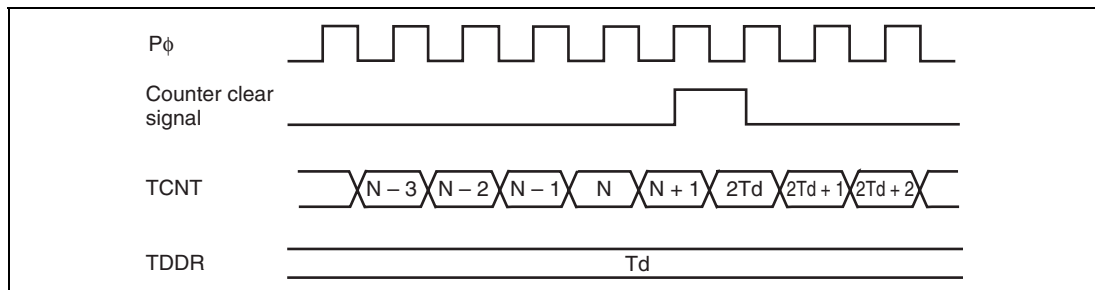 Pϕ
Counter clear
signal
TCNT N – 3 N – 2 N – 1 N N + 1 2Td 2Td + 1 2Td + 2
TDDR Td